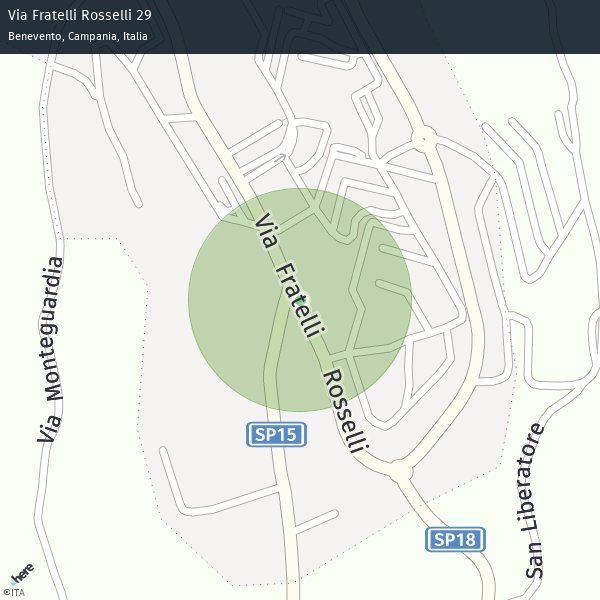 Via Fratelli Rosselli 29
Benevento, Campania, Italia
Via Fratelli Rosselli
Via Monteguardia
SP15
San Liberatore
SP18
here
©ITA